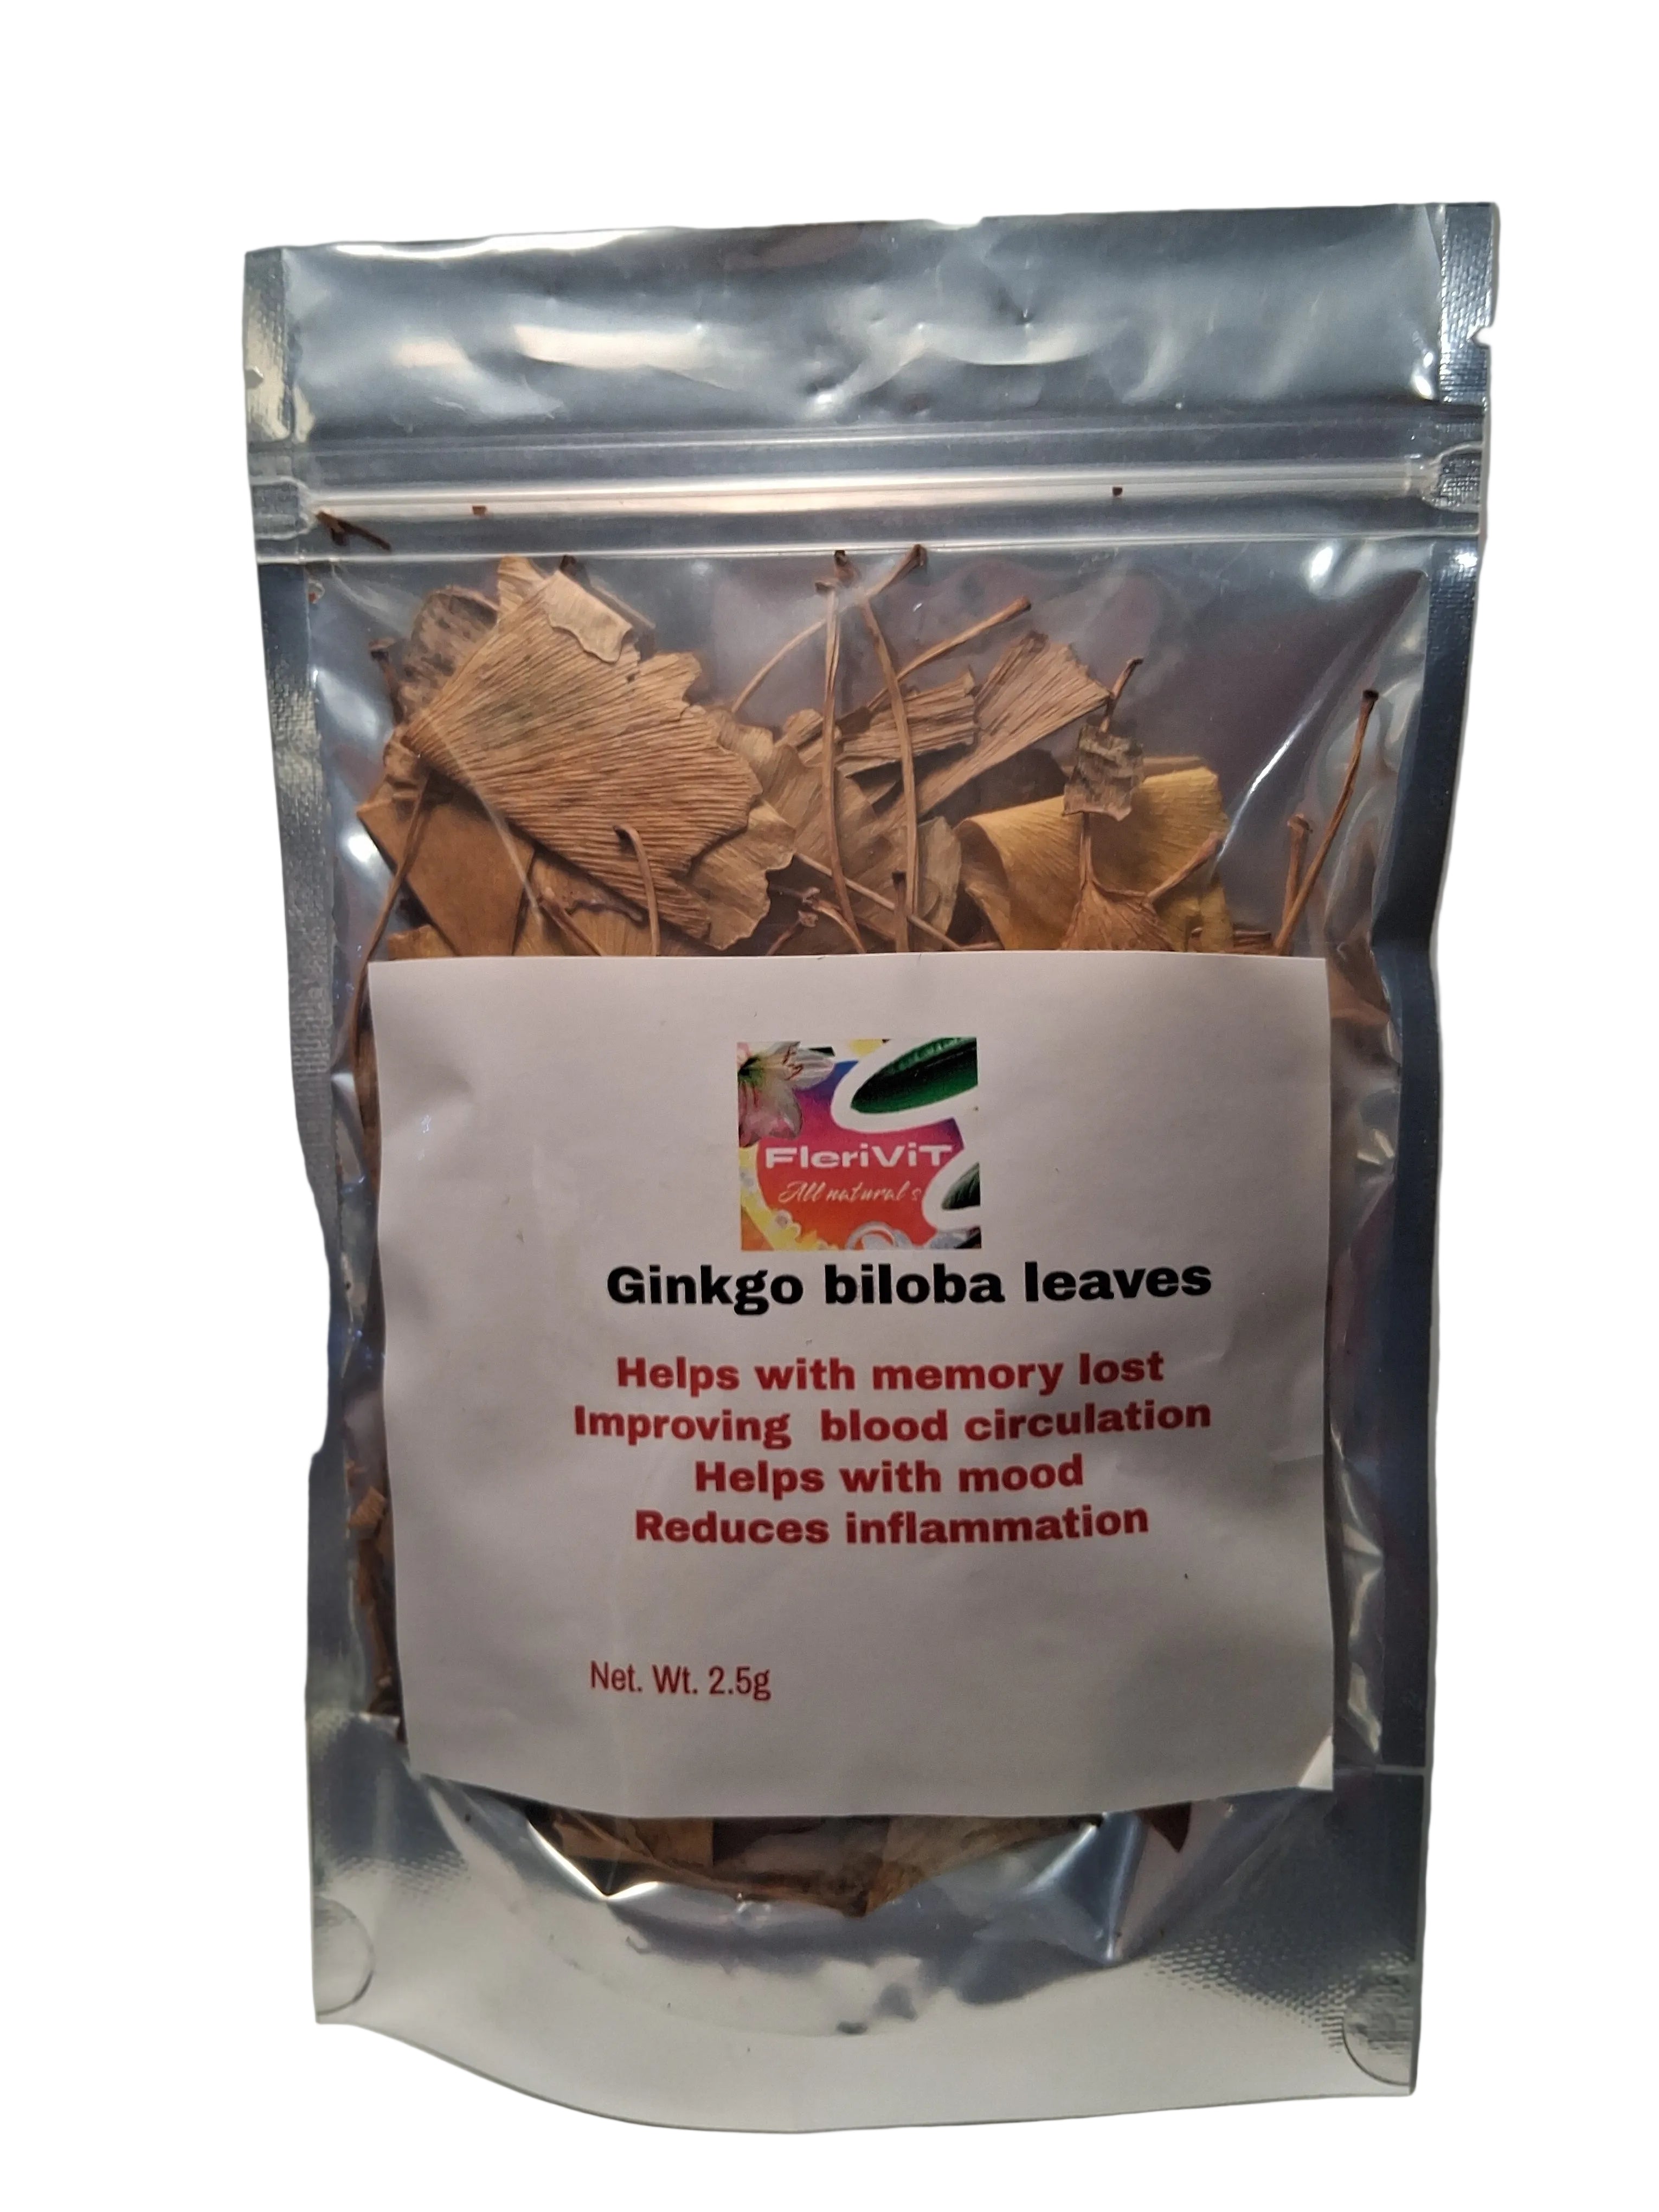 FleriViT
All natural s
Ginkgo biloba leaves
Helps with memory lost
Improving  blood circulation
Helps with mood
Reduces inflammation
Net. Wt. 2.5g